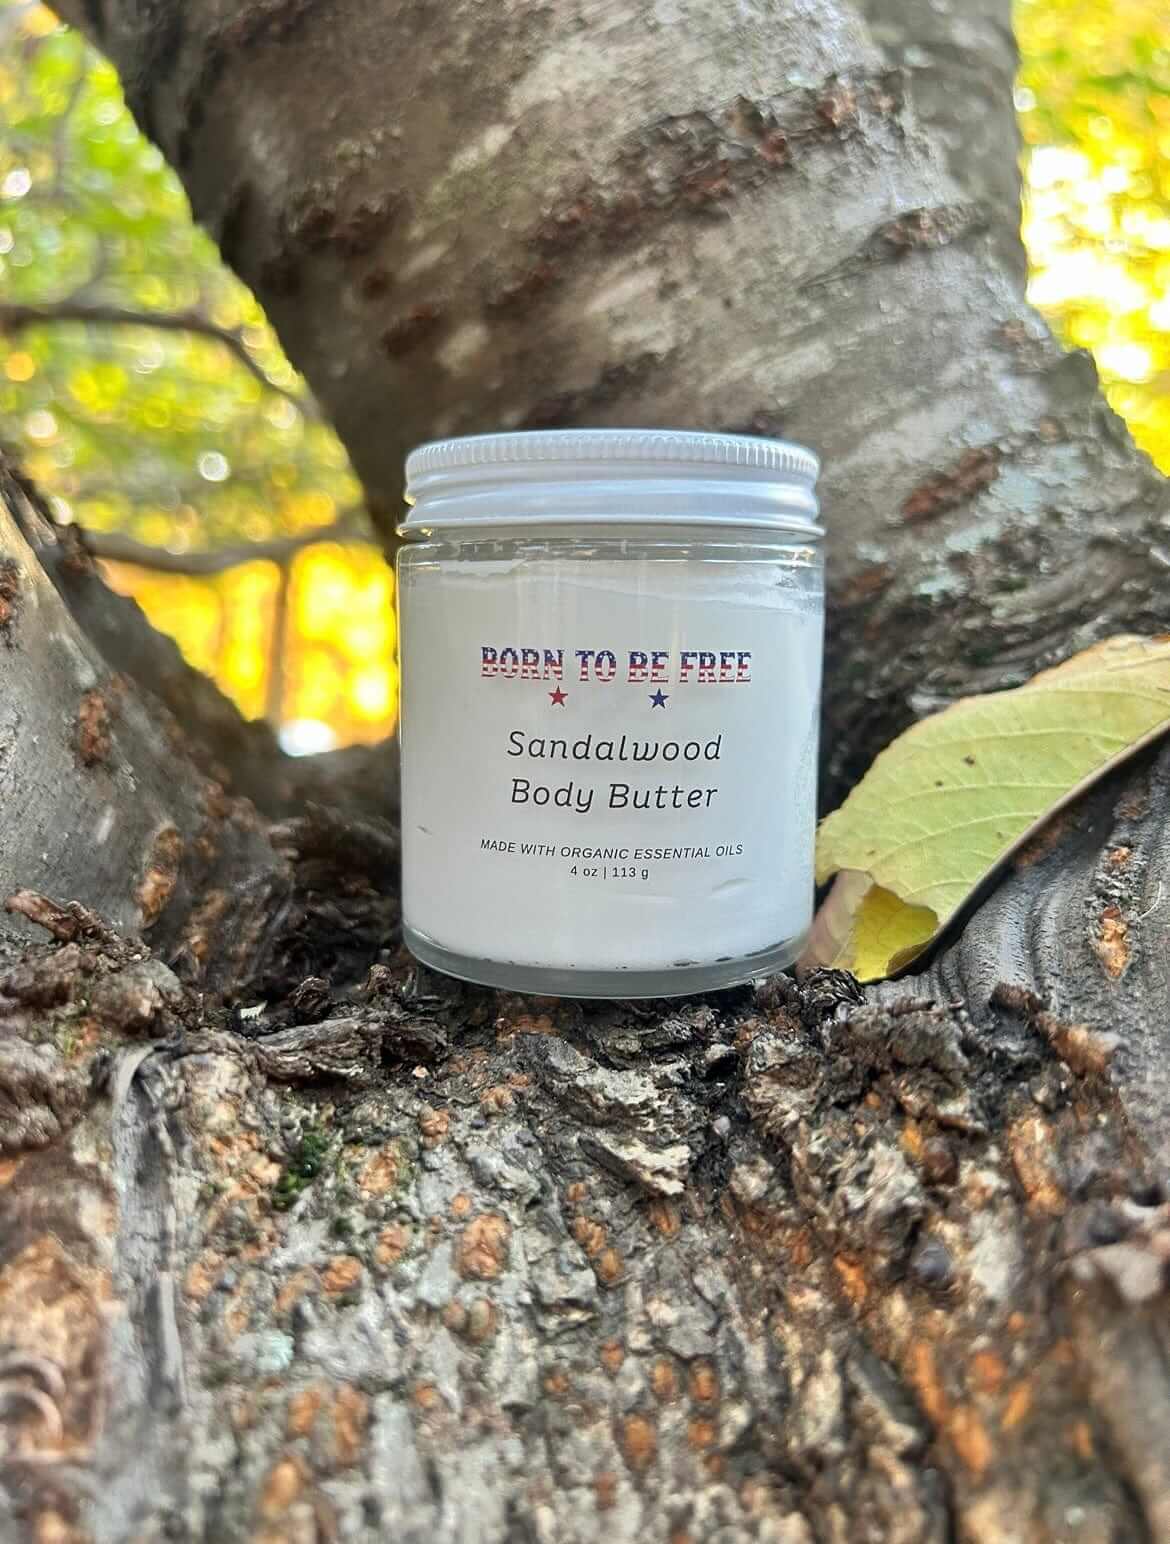 BORN TO BE FREE
Sandalwood
Body Butter
MADE WITH ORGANIC ESSENTIAL OILS
4 oz | 113 g